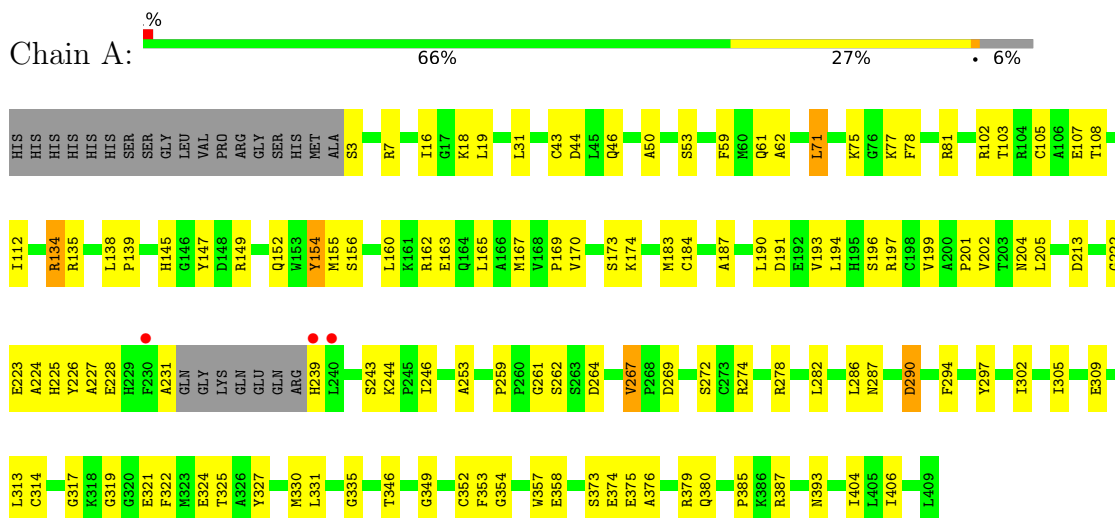 %
Chain A:
66% 27% • 6%
HIS HIS HIS HIS HIS HIS SER SER GLY LEU VAL PRO ARG GLY SER HIS MET ALA S3 R7 I16 G17 K18 L19 L31 C43 D44 L45 Q46 A50 S53 F59 M60 Q61 A62 L71 K75 G76 K77 F78 R81 R102 T103 R104 C105 A106 E107 T108
I112 R134 R135 L138 P139 H145 G146 Y147 D148 R149 Q152 W153 Y154 M155 S156 L160 K161 R162 E163 Q164 L165 A166 M167 V168 P169 V170 S173 K174 M183 C184 A187 L190 D191 E192 V193 L194 H195 S196 R197 C198 V199 A200 P201 V202 T203 N204 L205 D213
E223 A224 H225 Y226 A227 E228 H229 F230 A231 GLN GLY LYS GLN GLU GLN ARG H239 L240 S243 K244 P245 I246 A253 P259 P260 G261 S262 S263 D264 V267 P268 D269 S272 C273 R274 R278 L282 L286 N287 D290 F294 Y297 I302 I305 E309
L313 C314 G317 K318 G319 G320 E321 F322 M323 E324 T325 A326 Y327 M330 L331 G335 T346 G349 C352 F353 G354 W357 E358 S373 E374 E375 A376 R379 Q380 P385 K386 R387 N393 I404 L405 I406 L409